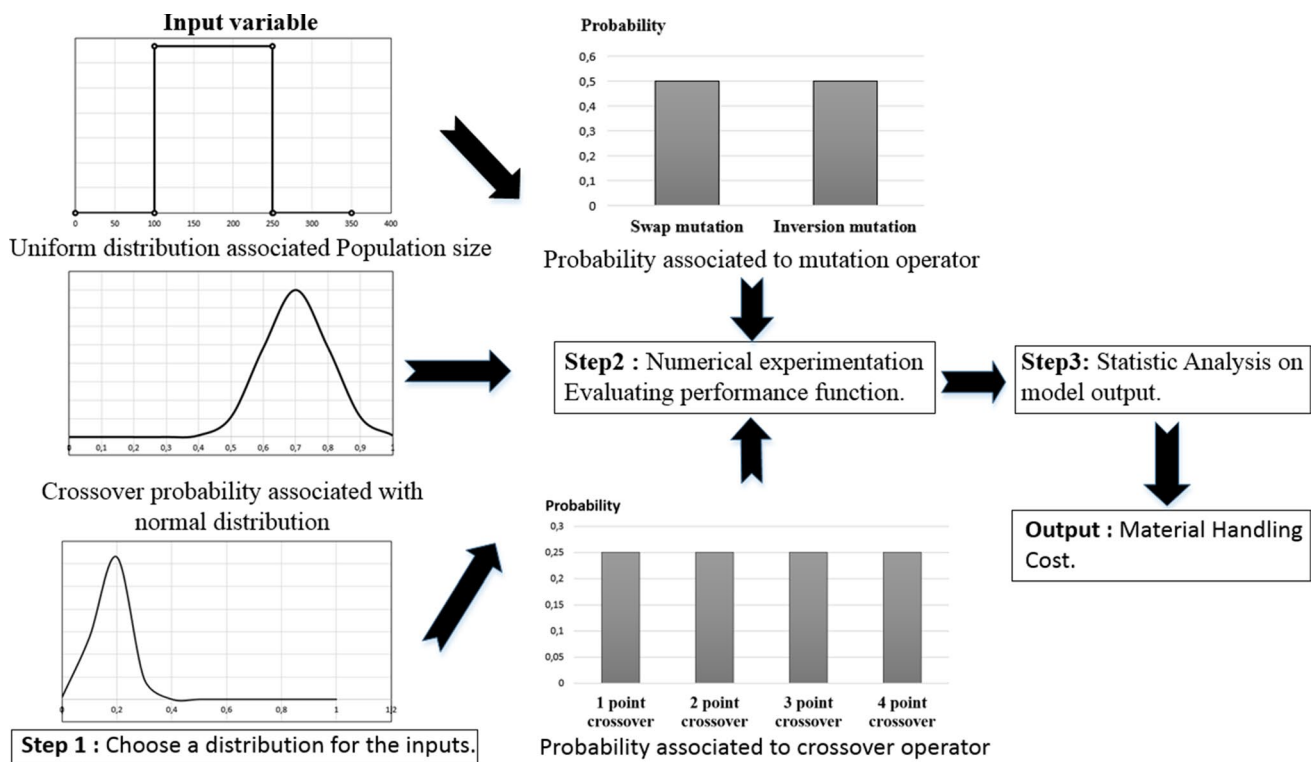 Input variable
0 50 100 150 200 250 300 350 400
Uniform distribution associated Population size
0 0,1 0,2 0,3 0,4 0,5 0,6 0,7 0,8 0,9 1
Crossover probability associated with
normal distribution
0 0,2 0,4 0,6 0,8 1 1,2
Step 1 : Choose a distribution for the inputs.
Probability
0,6
0,5
0,4
0,3
0,2
0,1
0
Swap mutation Inversion mutation
Probability associated to mutation operator
Step2 : Numerical experimentation
Evaluating performance function.
Probability
0,3
0,25
0,2
0,15
0,1
0,05
0
1 point 2 point 3 point 4 point
crossover crossover crossover crossover
Probability associated to crossover operator
Step3: Statistic Analysis on
model output.
Output : Material Handling
Cost.